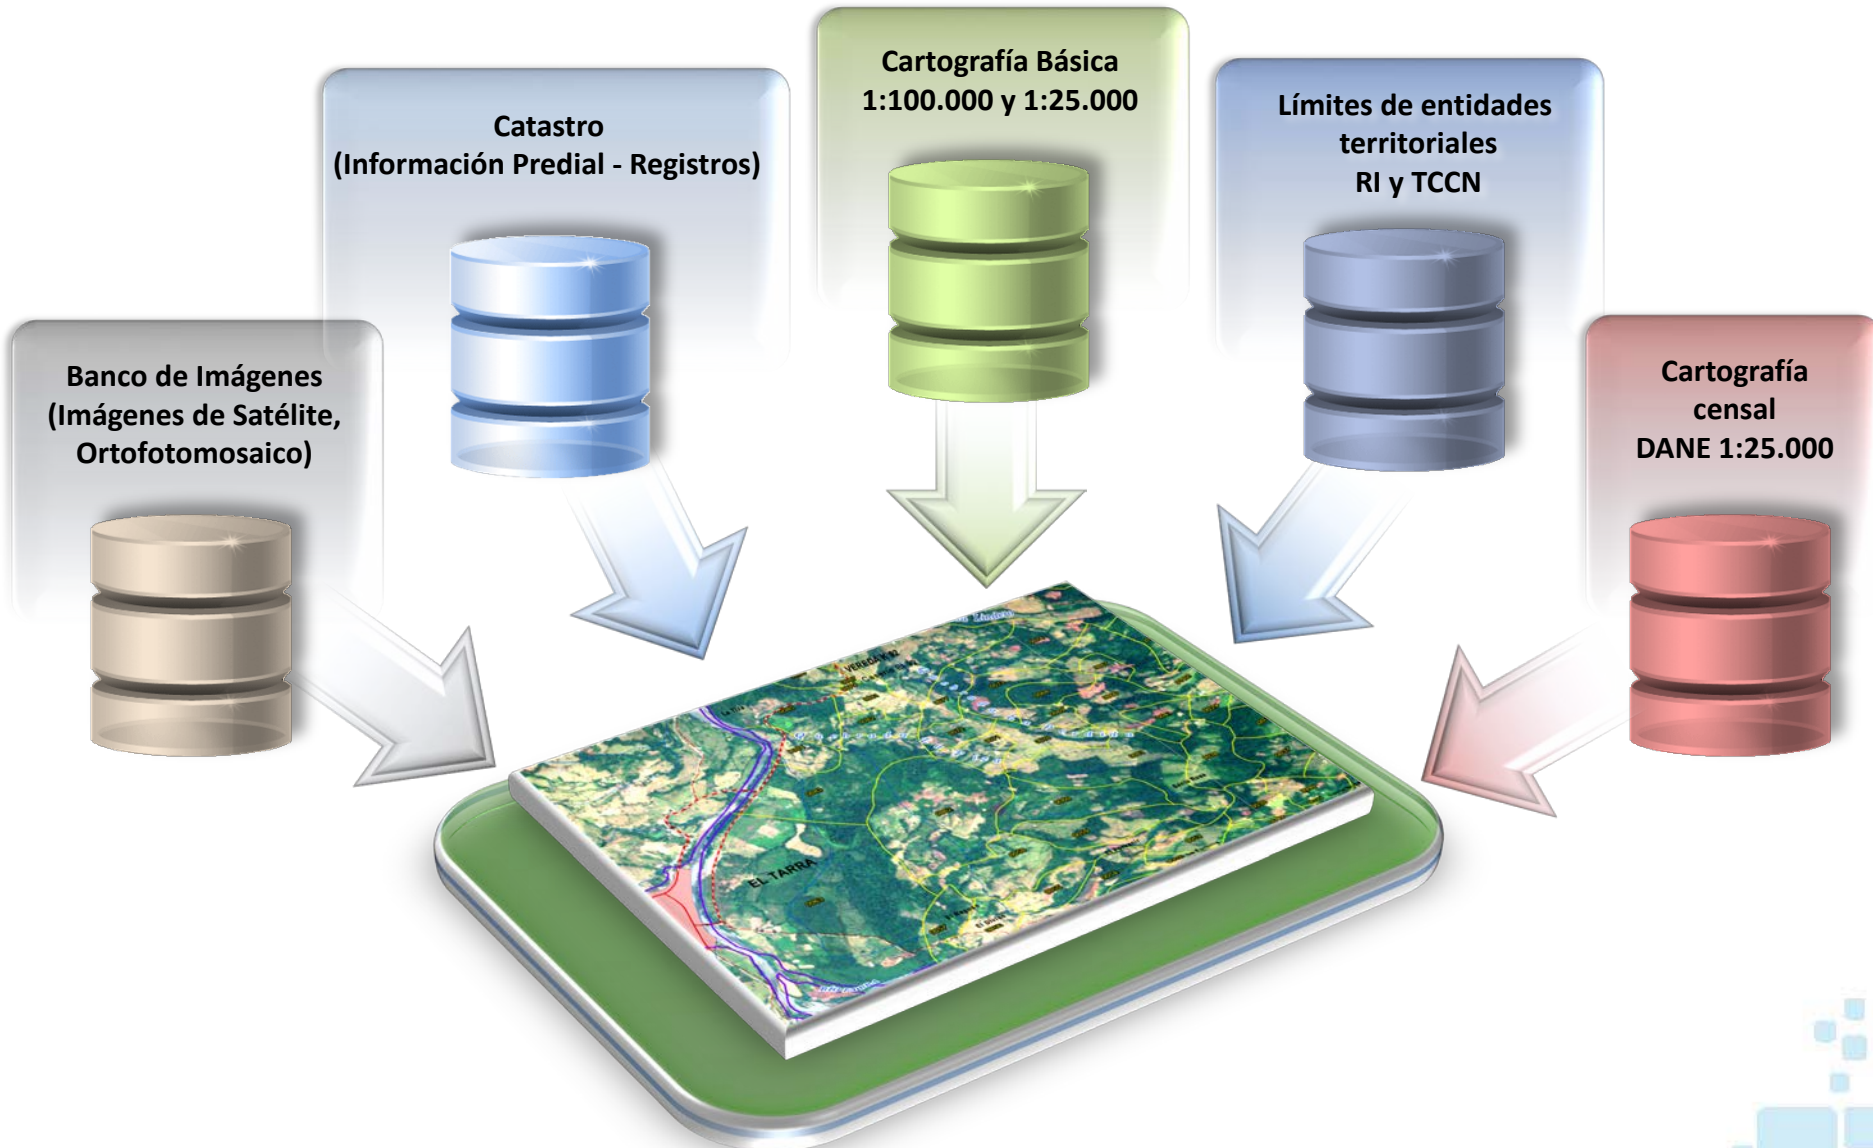 Cartografía Básica
1:100.000 y 1:25.000
Catastro
(Información Predial - Registros)
Límites de entidades
territoriales
RI y TCCN
Banco de Imágenes
(Imágenes de Satélite,
Ortofotomosaico)
Cartografía
censal
DANE 1:25.000
EL TARRA